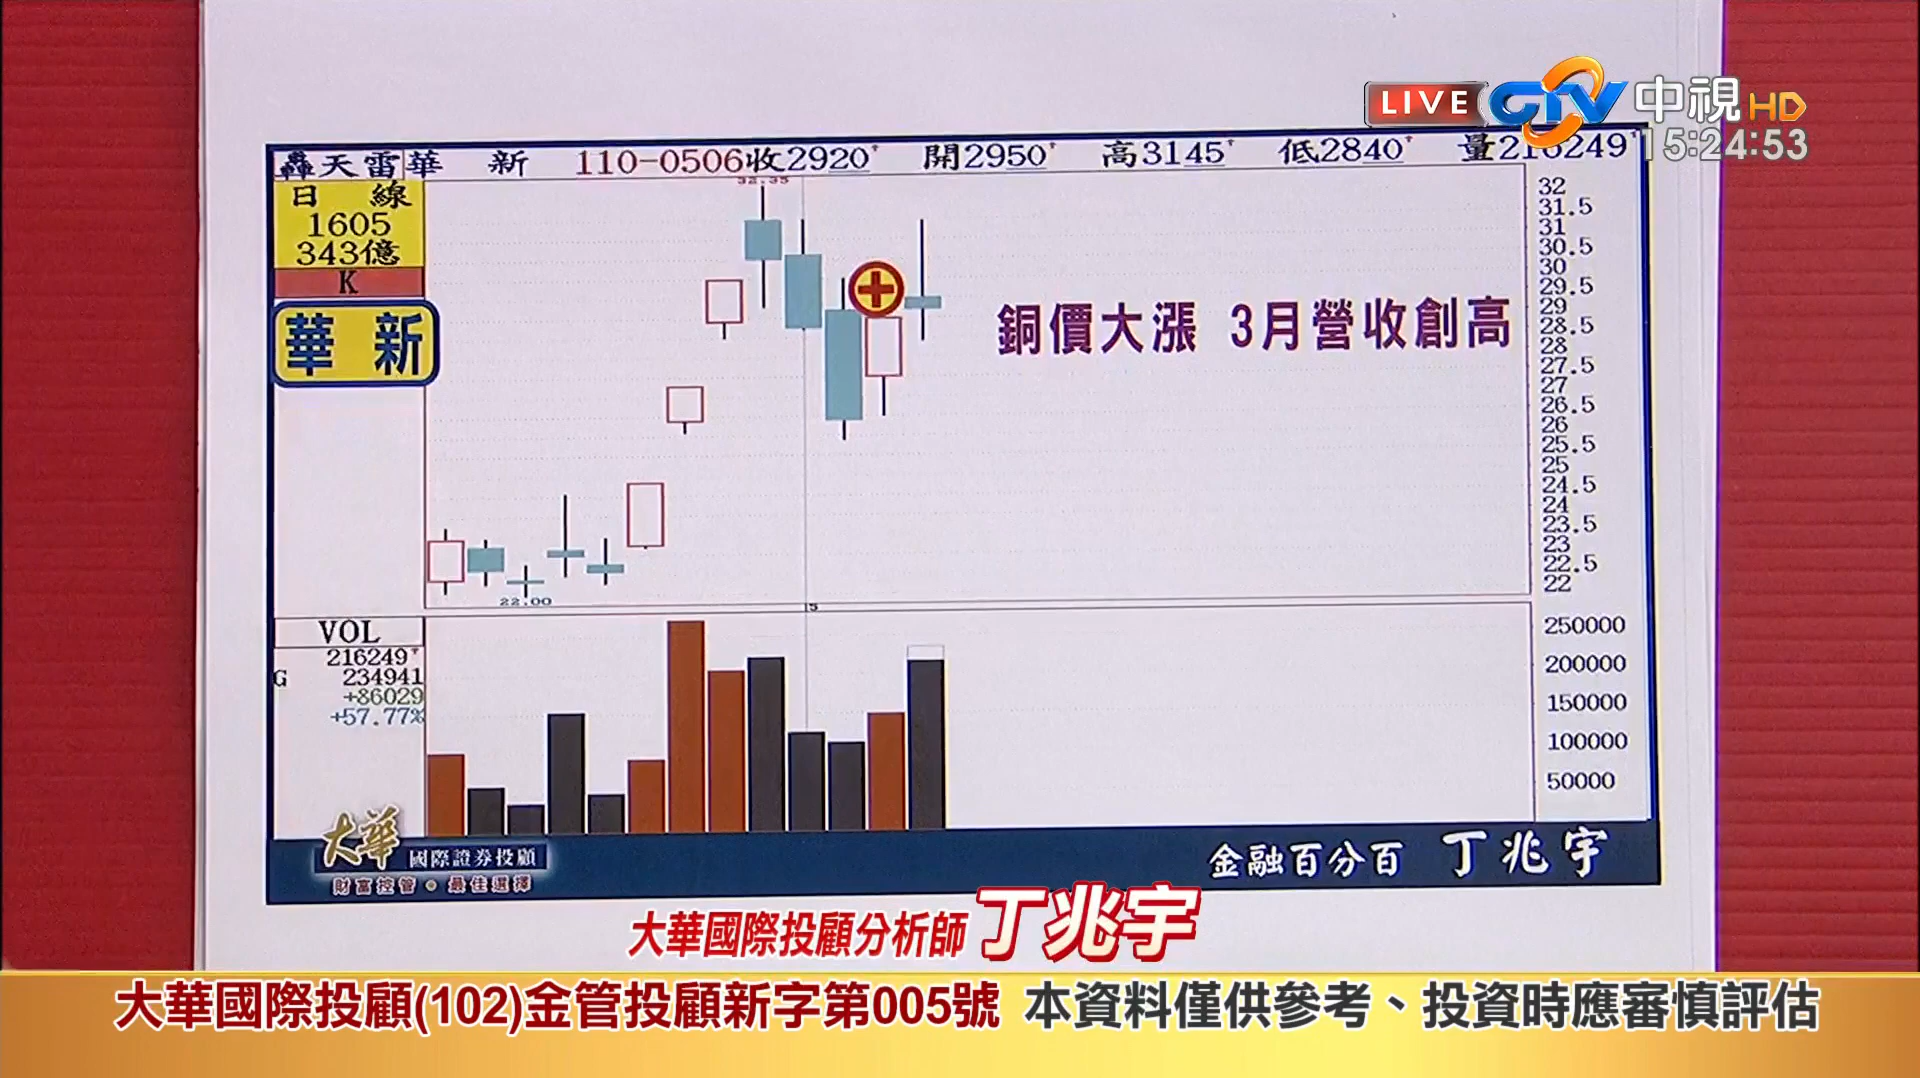 LIVE CTV 中視 HD
15:24:53
轟天雷 華 新 110-0506 收2920 開2950 高3145 低2840 量216249
日 線
1605
343億
K
華 新
32.35
銅價大漲 3月營收創高
22.00
5
32
31.5
31
30.5
30
29.5
29
28.5
28
27.5
27
26.5
26
25.5
25
24.5
24
23.5
23
22.5
22
VOL
216249
G 234941
+86029
+57.77%
250000
200000
150000
100000
50000
大華 國際證券投顧
財富控管 • 最佳選擇
金融百分百 丁兆宇
大華國際投顧分析師 丁兆宇
大華國際投顧(102)金管投顧新字第005號 本資料僅供參考、投資時應審慎評估